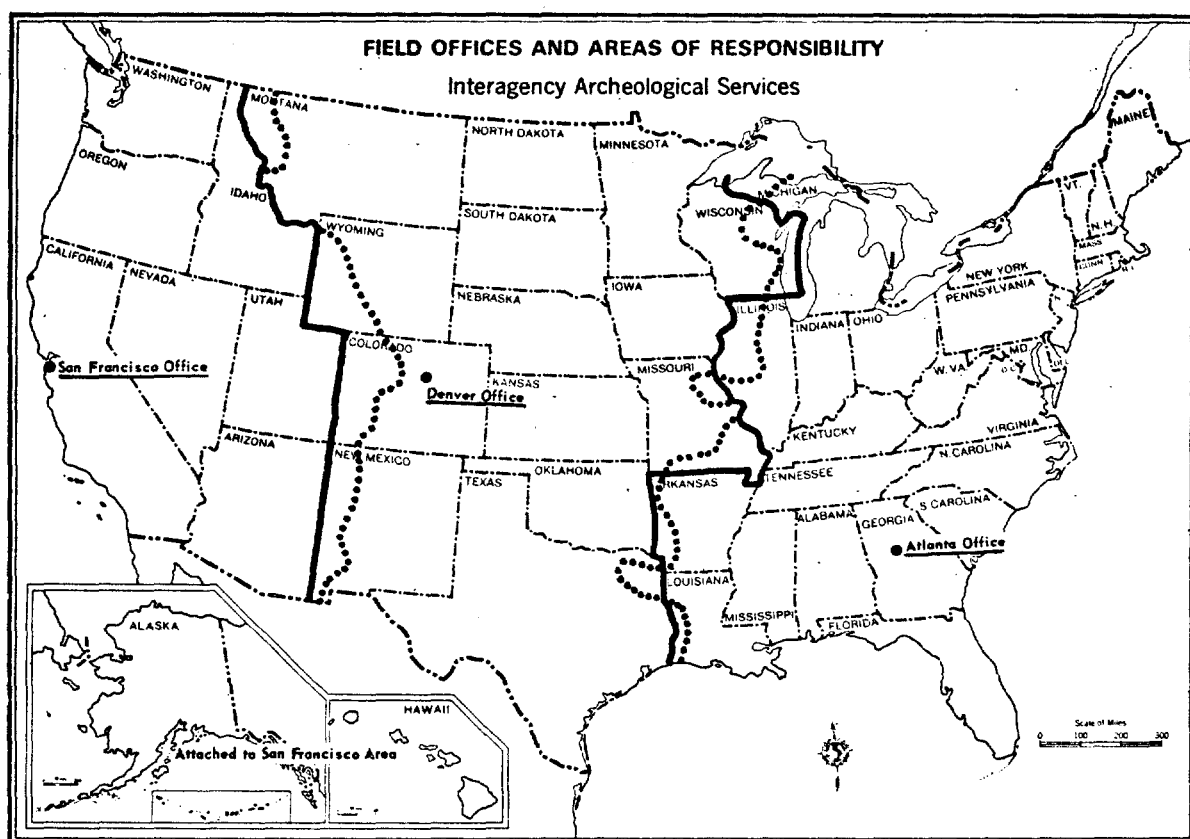 FIELD OFFICES AND AREAS OF RESPONSIBILITY
Interagency Archeological Services
WASHINGTON
MONTANA
NORTH DAKOTA
MINNESOTA
MAINE
OREGON
IDAHO
SOUTH DAKOTA
WISCONSIN
MICHIGAN
VT.
N.H.
WYOMING
MASS
CONN
R.I.
CALIFORNIA
NEVADA
UTAH
NEBRASKA
IOWA
ILLINOIS
INDIANA
OHIO
NEW YORK
PENNSYLVANIA
COLORADO
KANSAS
MISSOURI
W. VA.
MD.
D.C.
DEL.
San Francisco Office
Denver Office
KENTUCKY
VIRGINIA
ARIZONA
NEW MEXICO
TEXAS
OKLAHOMA
ARKANSAS
TENNESSEE
N. CAROLINA
S CAROLINA
ALABAMA
GEORGIA
Atlanta Office
LOUISIANA
MISSISSIPPI
FLORIDA
ALASKA
HAWAII
Attached to San Francisco Area
Scale of Miles
0 100 200 300